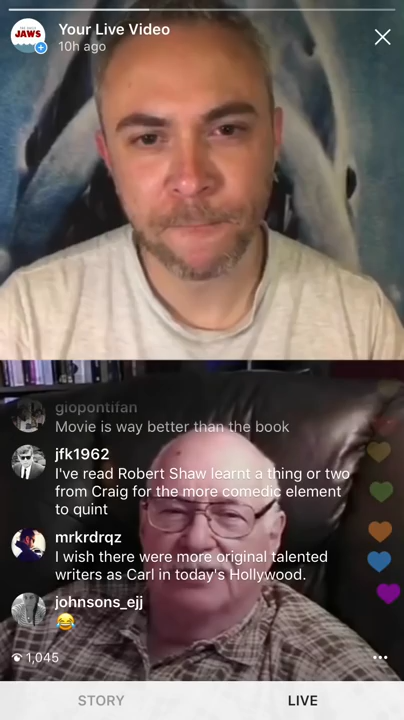 JAWS
Your Live Video
10h ago
giopontifan
Movie is way better than the book
jfk1962
I've read Robert Shaw learnt a thing or two
from Craig for the more comedic element
to quint
mrkrdrqz
I wish there were more original talented
writers as Carl in today's Hollywood.
johnsons_ejj
😂
1,045
STORY
LIVE